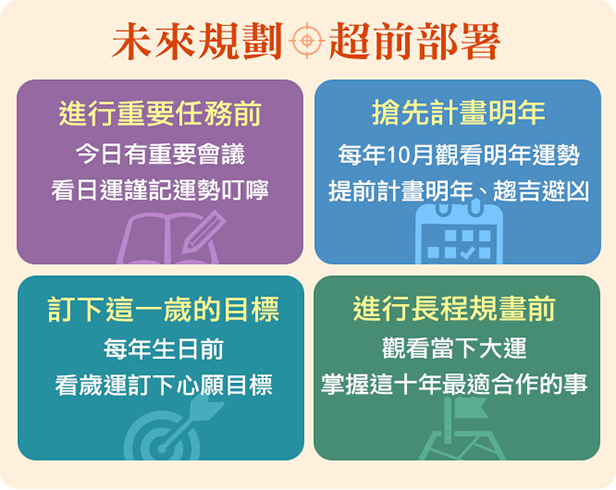 未來規劃 超前部署
進行重要任務前
今日有重要會議
看日運謹記運勢叮嚀
搶先計畫明年
每年10月觀看明年運勢
提前計畫明年、趨吉避凶
訂下這一歲的目標
每年生日前
看歲運訂下心願目標
進行長程規畫前
觀看當下大運
掌握這十年最適合作的事